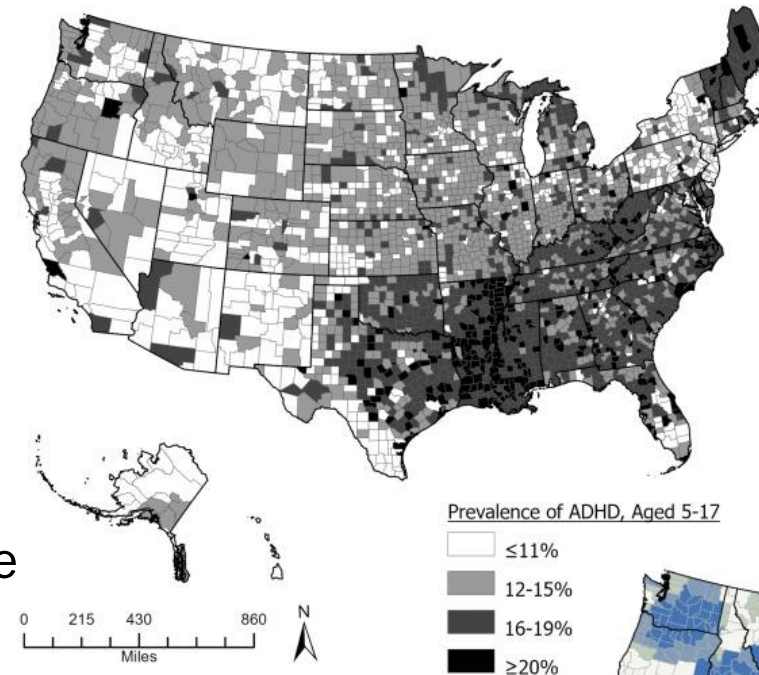 Prevalence of ADHD, Aged 5-17
≤11%
12-15%
16-19%
≥20%
e
0 215 430 860
Miles
N